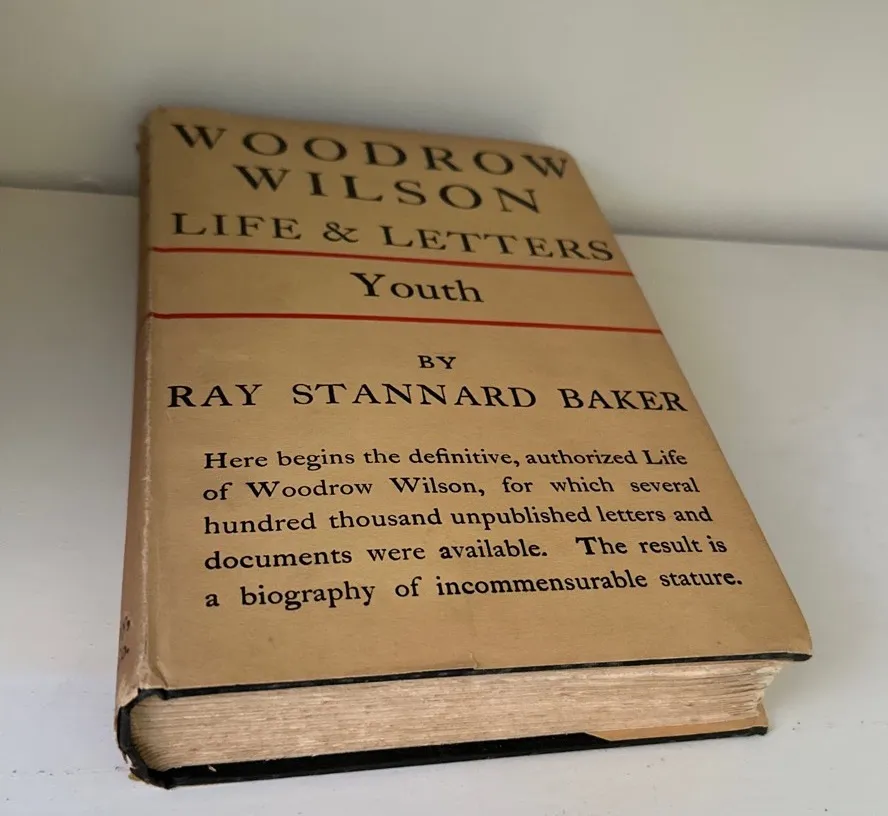 WOODROW
WILSON
LIFE & LETTERS
Youth
BY
RAY STANNARD BAKER
Here begins the definitive, authorized Life
of Woodrow Wilson, for which several
hundred thousand unpublished letters and
documents were available. The result is
a biography of incommensurable stature.